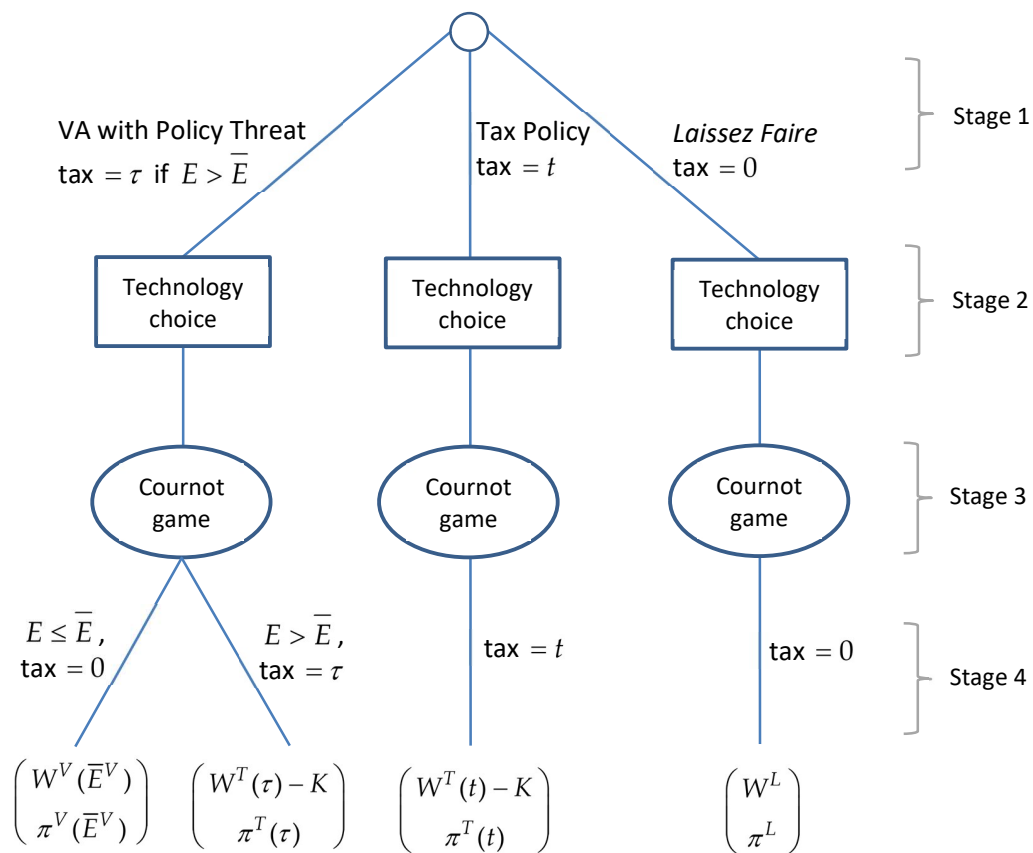 VA with Policy Threat
tax = τ if E > E̅
Tax Policy
tax = t
Laissez Faire
tax = 0
Stage 1
Technology
choice
Technology
choice
Technology
choice
Stage 2
Cournot
game
Cournot
game
Cournot
game
Stage 3
E ≤ E̅ ,
tax = 0
E > E̅ ,
tax = τ
tax = t
tax = 0
Stage 4
W^V(E̅^V)
π^V(E̅^V)
W^T(τ) − K
π^T(τ)
W^T(t) − K
π^T(t)
W^L
π^L